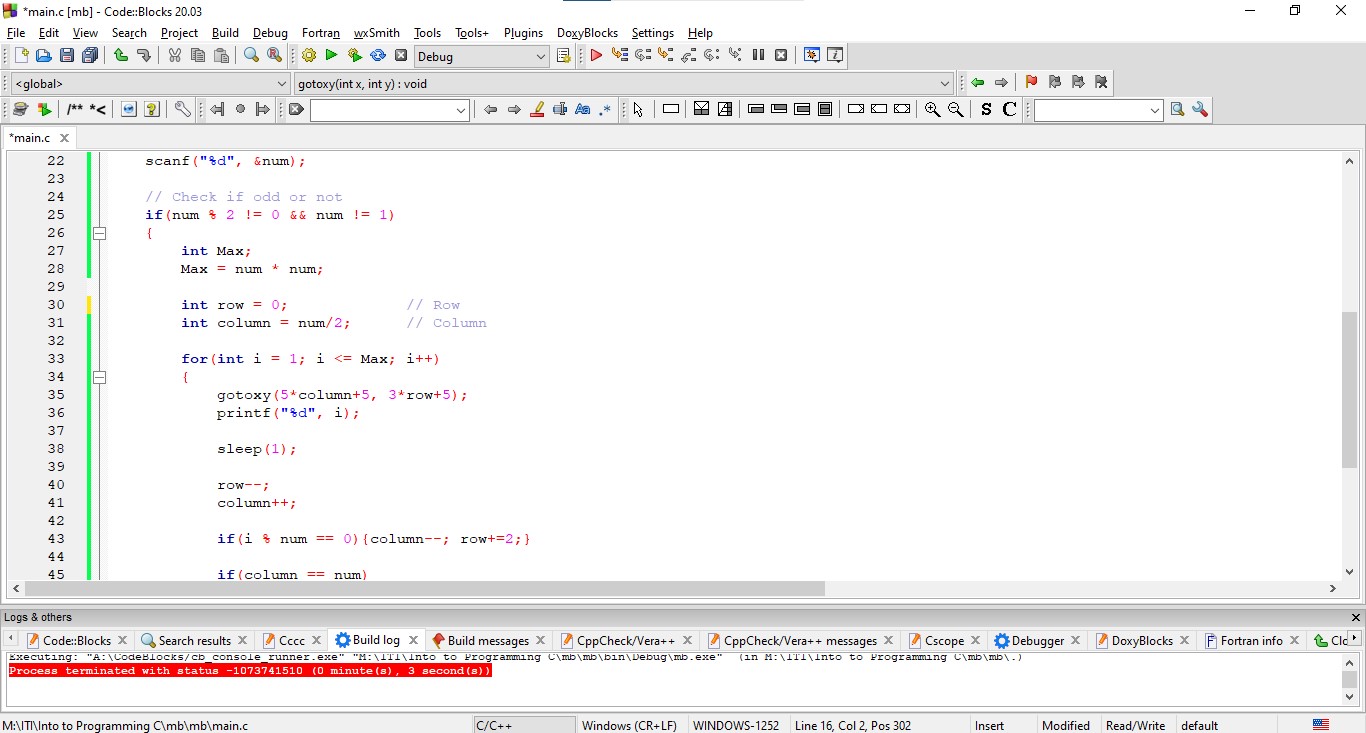 *main.c [mb] - Code::Blocks 20.03
File Edit View Search Project Build Debug Fortran wxSmith Tools Tools+ Plugins DoxyBlocks Settings Help
Debug
<global> gotoxy(int x, int y) : void
/** *< .* S C
*main.c
22 scanf("%d", &num);
23
24 // Check if odd or not
25 if(num % 2 != 0 && num != 1)
26 {
27 int Max;
28 Max = num * num;
29
30 int row = 0; // Row
31 int column = num/2; // Column
32
33 for(int i = 1; i <= Max; i++)
34 {
35 gotoxy(5*column+5, 3*row+5);
36 printf("%d", i);
37
38 sleep(1);
39
40 row--;
41 column++;
42
43 if(i % num == 0){column--; row+=2;}
44
45 if(column == num)
Logs & others
Code::Blocks Search results Cccc Build log Build messages CppCheck/Vera++ CppCheck/Vera++ messages Cscope Debugger DoxyBlocks Fortran info Clo
Executing: "A:\CodeBlocks/cb_console_runner.exe" "M:\ITI\Into to Programming C\mb\mb\bin\Debug\mb.exe" (in M:\ITI\Into to Programming C\mb\mb\.)
Process terminated with status -1073741510 (0 minute(s), 3 second(s))
M:\ITI\Into to Programming C\mb\mb\main.c C/C++ Windows (CR+LF) WINDOWS-1252 Line 16, Col 2, Pos 302 Insert Modified Read/Write default